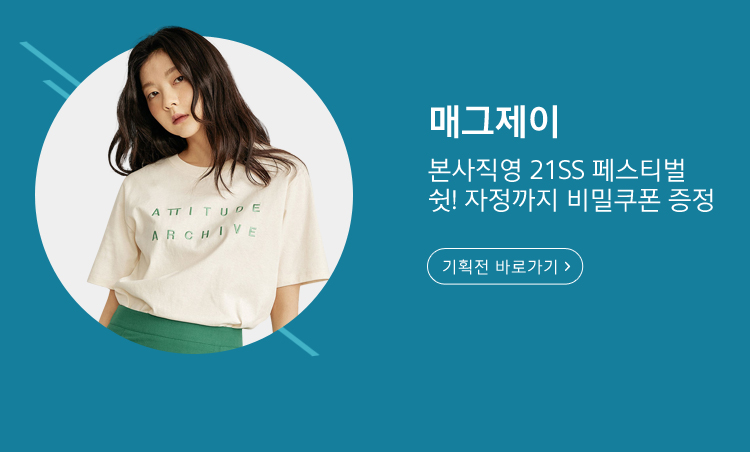 ATTITUDE
ARCHIVE
매그제이
본사직영 21SS 페스티벌
쉿! 자정까지 비밀쿠폰 증정
기획전 바로가기 >